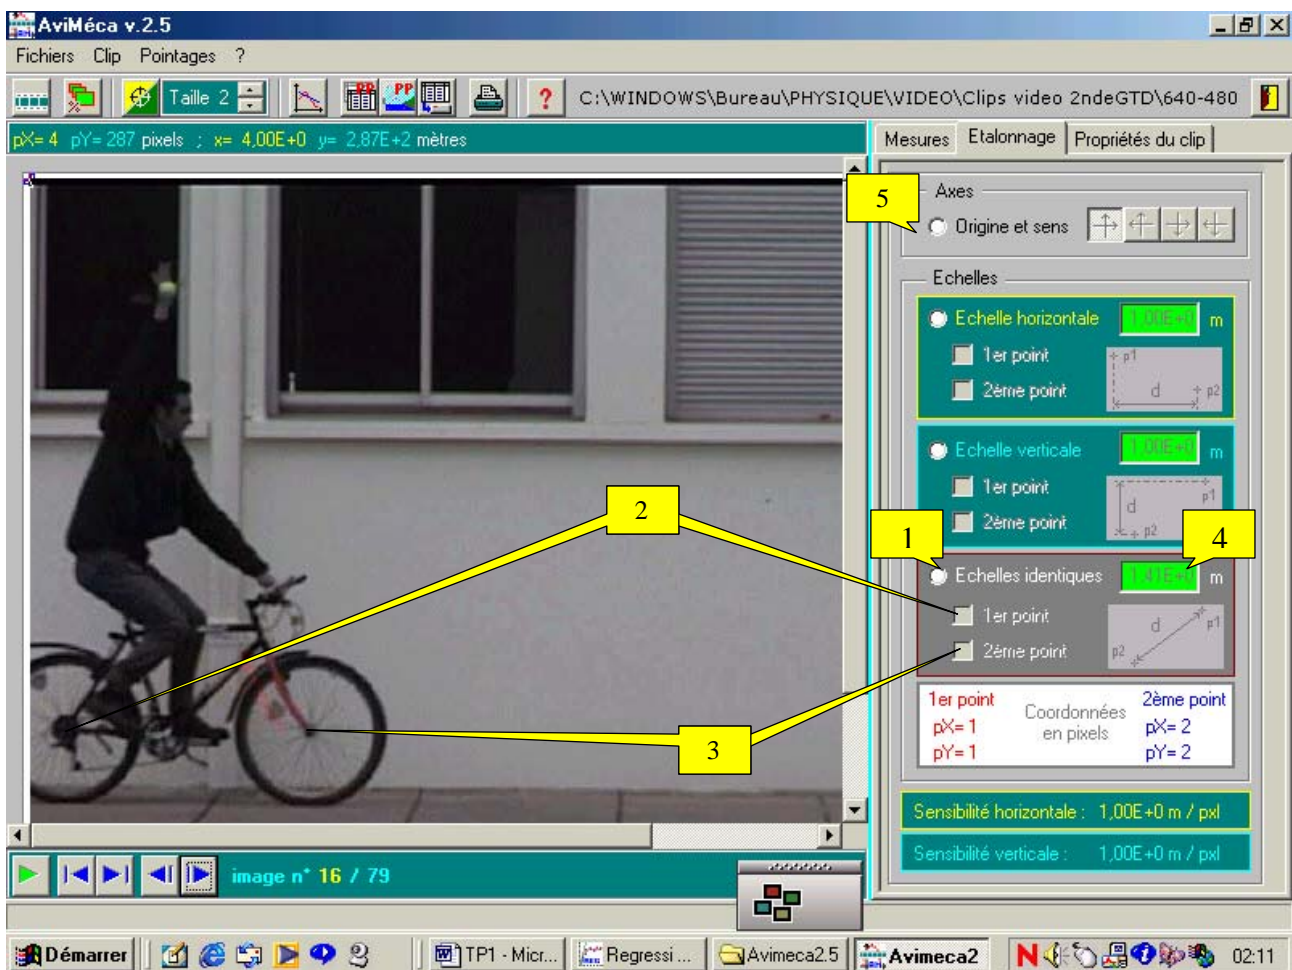 AviMéca v.2.5
Fichiers Clip Pointages ?
Taille 2
? C:\WINDOWS\Bureau\PHYSIQUE\VIDEO\Clips video 2ndeGTD\640-480
pX= 4 pY= 287 pixels ; x= 4,00E+0 y= 2,87E+2 mètres
Mesures Etalonnage Propriétés du clip
5
Axes
Origine et sens
Echelles
Echelle horizontale 1,00E+0 m
1er point
2ème point
p1
d
p2
Echelle verticale 1,00E+0 m
1er point
2ème point
p1
d
p2
2
1
4
Echelles identiques 1,41E+0 m
1er point
2ème point
d
p1
p2
3
1er point Coordonnées en pixels 2ème point
pX= 1 pX= 2
pY= 1 pY= 2
Sensibilité horizontale : 1,00E+0 m / pxl
Sensibilité verticale : 1,00E+0 m / pxl
image n° 16 / 79
Démarrer TP1 - Micr... Regressi ... Avimeca2.5 Avimeca2 N 02:11